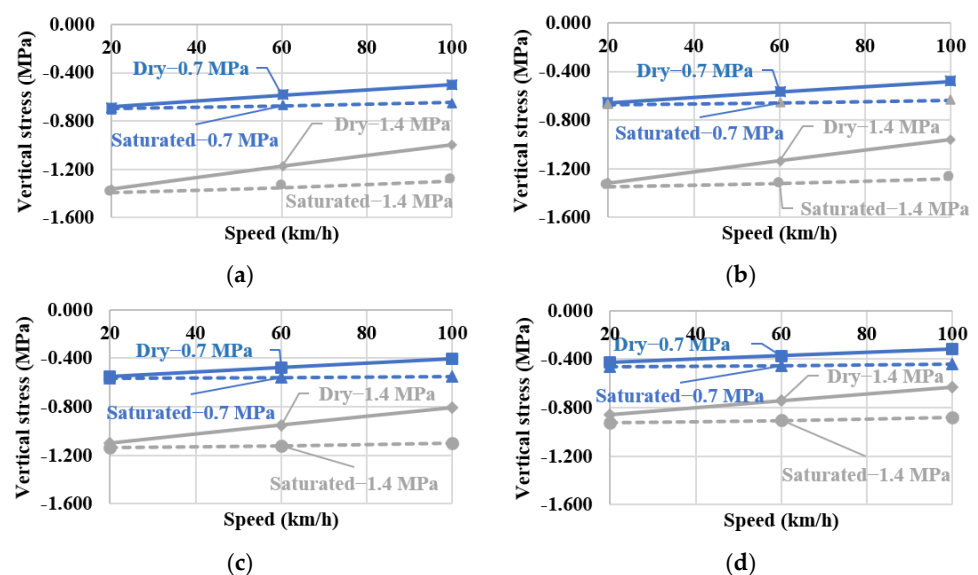 (a)
0.000
20 40 60 80 100
-0.400
-0.800
-1.200
-1.600
Vertical stress (MPa)
Dry−0.7 MPa
Saturated−0.7 MPa
Dry−1.4 MPa
Saturated−1.4 MPa
Speed (km/h)
(b)
0.000
20 40 60 80 100
-0.400
-0.800
-1.200
-1.600
Vertical stress (MPa)
Dry−0.7 MPa
Saturated−0.7 MPa
Dry−1.4 MPa
Saturated−1.4 MPa
Speed (km/h)
(a)
(b)
0.000
20 40 60 80 100
-0.400
-0.800
-1.200
-1.600
Vertical stress (MPa)
Dry−0.7 MPa
Saturated−0.7 MPa
Dry−1.4 MPa
Saturated−1.4 MPa
Speed (km/h)
(c)
0.000
20 40 60 80 100
-0.400
-0.800
-1.200
-1.600
Vertical stress (MPa)
Dry−0.7 MPa
Saturated−0.7 MPa
Dry−1.4 MPa
Saturated−1.4 MPa
Speed (km/h)
(d)